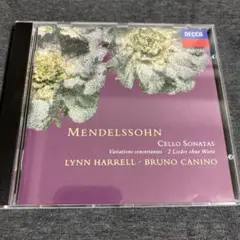 DECCA
MENDELSSOHN
CELLO SONATAS
Variations concertantes · 2 Lieder ohne Worte
LYNN HARRELL · BRUNO CANINO